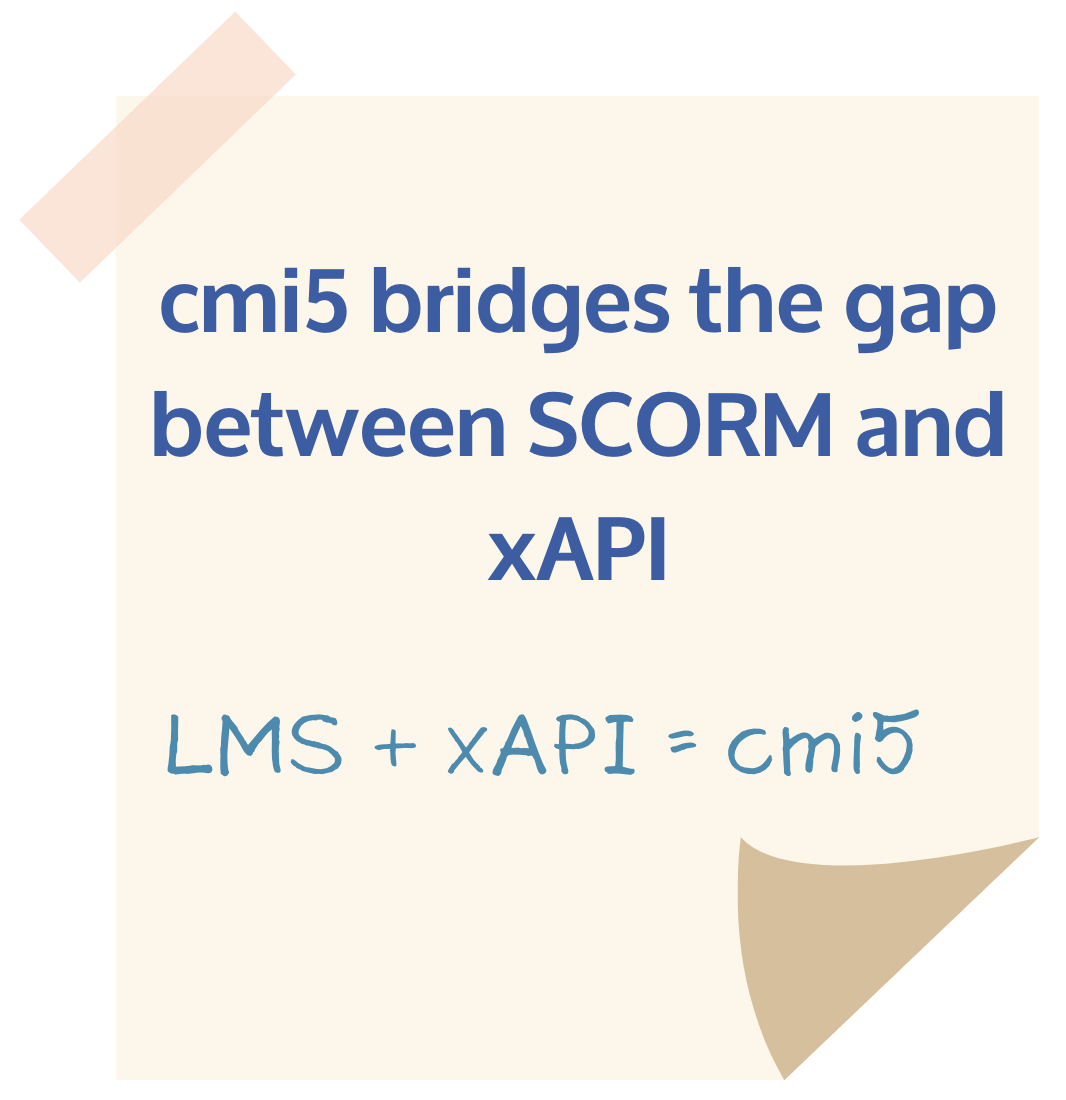 cmi5 bridges the gap
between SCORM and
xAPI
LMS + xAPI = cmi5